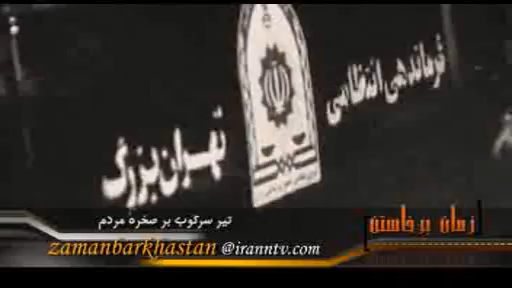 فرماندهی انتظامی
تهران بزرگ
تیر سرکوب بر صخره مردم
زمان برخاستن
zamanbarkhastan @iranntv.com